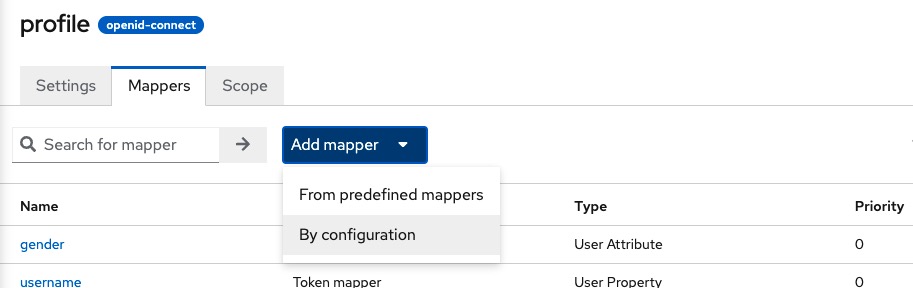 profile openid-connect
Settings Mappers Scope
Search for mapper Add mapper
From predefined mappers
Name Type Priority
By configuration
gender User Attribute 0
username Token mapper User Property 0